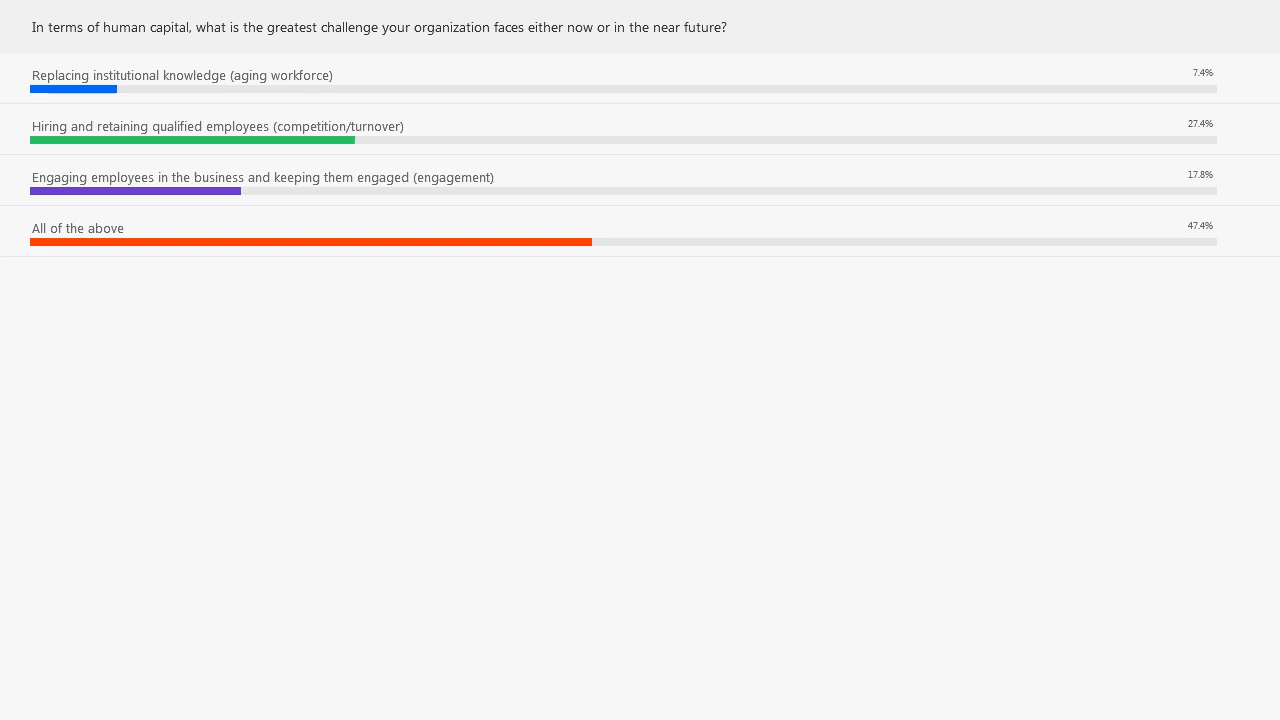 In terms of human capital, what is the greatest challenge your organization faces either now or in the near future?
Replacing institutional knowledge (aging workforce) 7.4%
Hiring and retaining qualified employees (competition/turnover) 27.4%
Engaging employees in the business and keeping them engaged (engagement) 17.8%
All of the above 47.4%